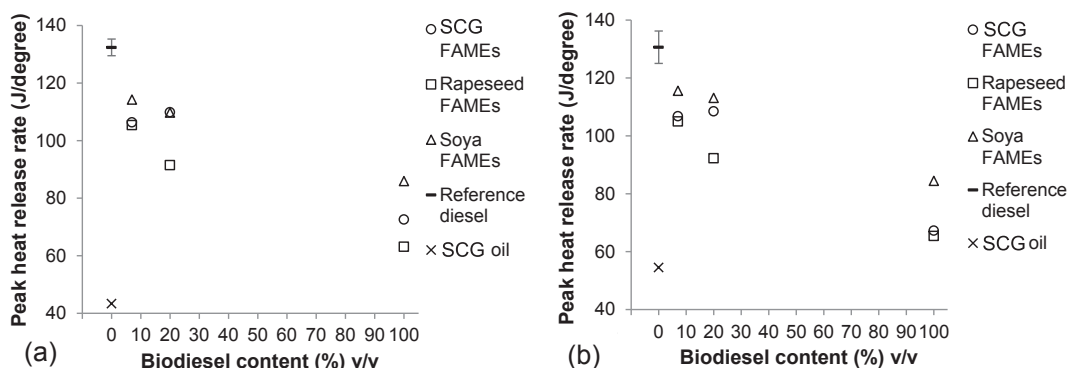 140
120
100
80
60
40
Peak heat release rate (J/degree)
0 10 20 30 40 50 60 70 80 90 100
Biodiesel content (%) v/v
(a)
SCG
FAMEs
Rapeseed
FAMEs
Soya
FAMEs
Reference
diesel
SCG oil
140
120
100
80
60
40
Peak heat release rate (J/degree)
0 10 20 30 40 50 60 70 80 90 100
Biodiesel content (%) v/v
(b)
SCG
FAMEs
Rapeseed
FAMEs
Soya
FAMEs
Reference
diesel
SCG oil